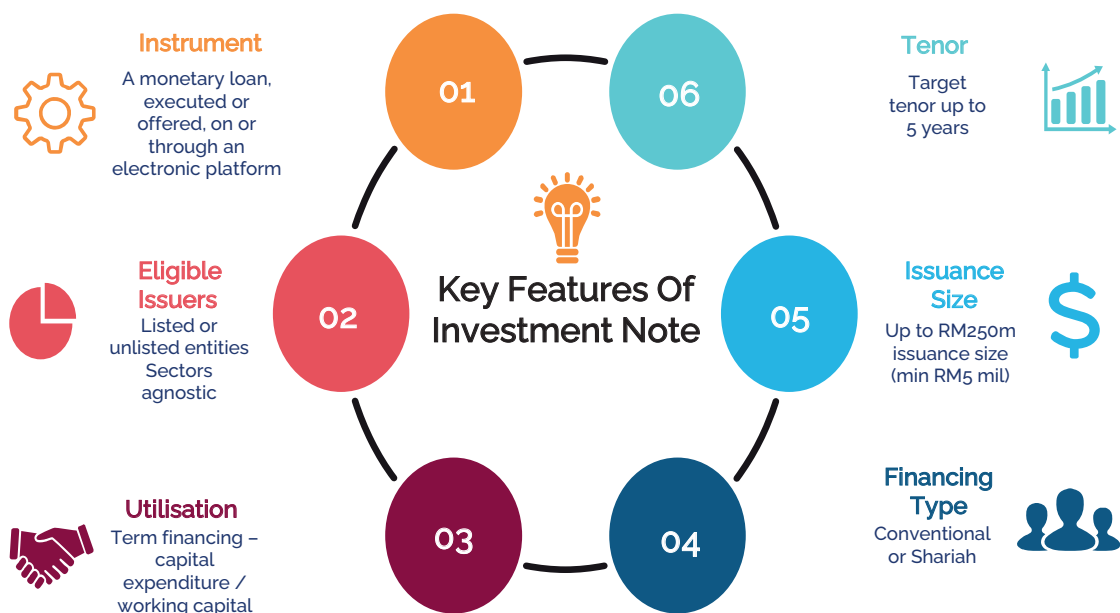 Instrument
A monetary loan,
executed or
offered, on or
through an
electronic platform
01
06
Tenor
Target
tenor up to
5 years
Eligible
Issuers
Listed or
unlisted entities
Sectors
agnostic
02
Key Features Of
Investment Note
05
Issuance
Size
Up to RM250m
issuance size
(min RM5 mil)
Utilisation
Term financing –
capital
expenditure /
working capital
03
04
Financing
Type
Conventional
or Shariah